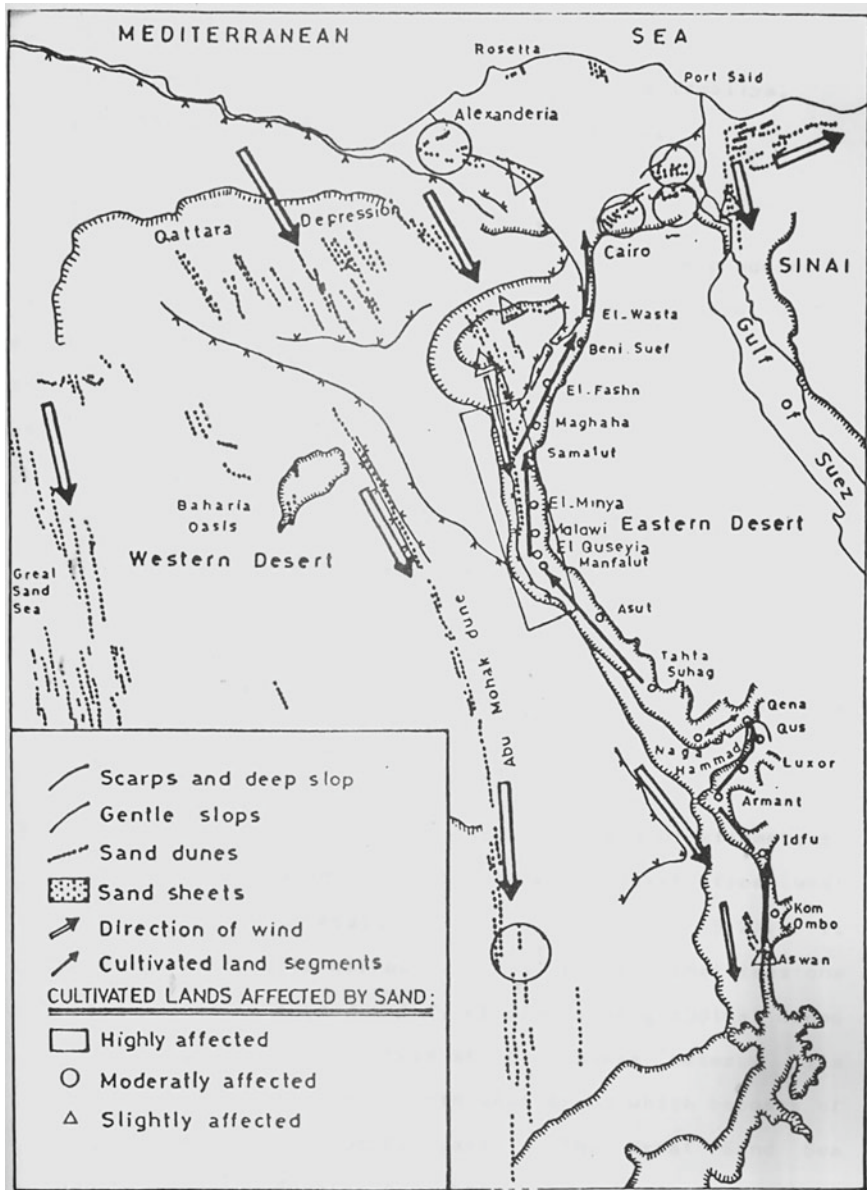 MEDITERRANEAN SEA
Rosetta
Port Said
Alexanderia
Qattara Depression
Cairo
SINAI
El-Wasta
Beni Suef
El-Fashn
Gulf of Suez
Maghaha
Samalut
Baharia
Oasis
El-Minya
Malawi
Eastern Desert
El Quseyia
Manfalut
Western Desert
Great
Sand
Sea
Asut
Abu Mohak dune
Tahta
Suhag
Qena
Qus
Naga
Hammad
Luxor
Armant
Idfu
Kom
Ombo
Aswan
Scarps and deep slop
Gentle slops
Sand dunes
Sand sheets
Direction of wind
Cultivated land segments
CULTIVATED LANDS AFFECTED BY SAND:
Highly affected
Moderatly affected
Slightly affected